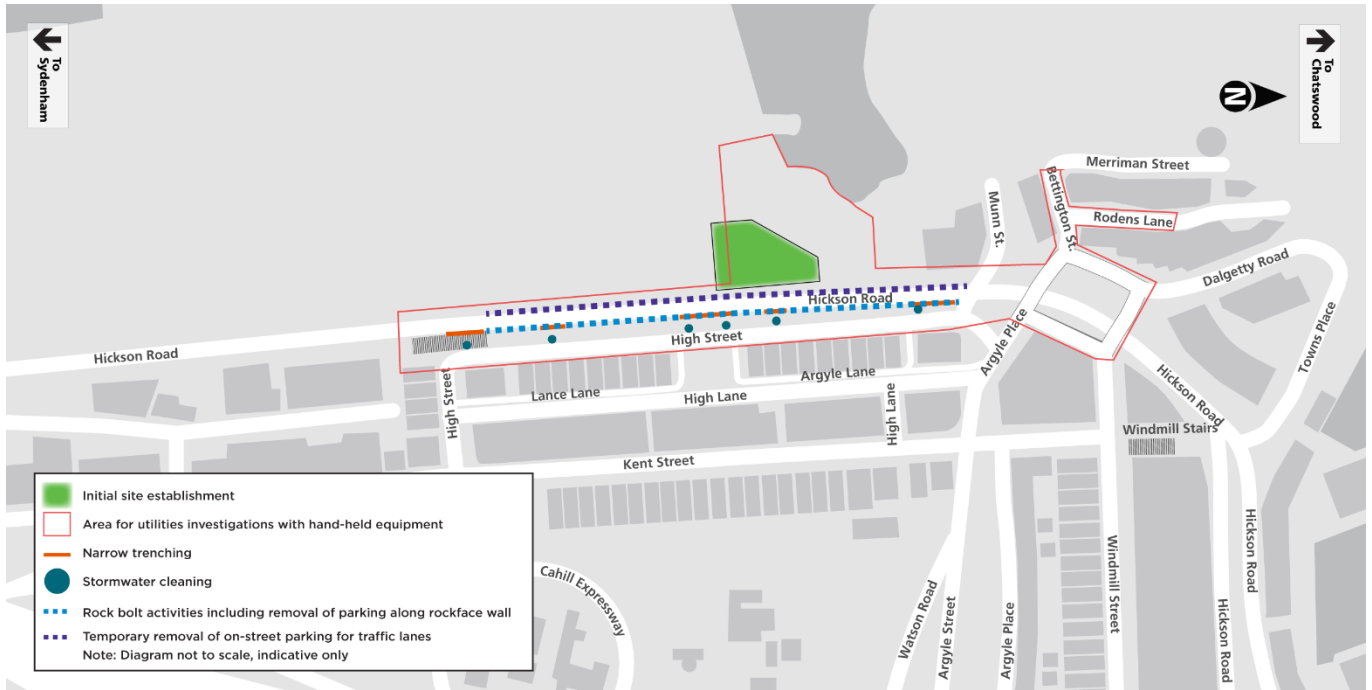 To
Sydenham
To
Chatswood
N
Merriman Street
Bettington St.
Rodens Lane
Munn St.
Dalgetty Road
Towns Place
Hickson Road
Hickson Road
High Street
Argyle Place
Argyle Lane
Lance Lane
High Lane
High Street
High Lane
Hickson Road
Windmill Stairs
Kent Street
Cahill Expressway
Watson Road
Argyle Street
Argyle Place
Windmill Street
Hickson Road
Hickson Road
Initial site establishment
Area for utilities investigations with hand-held equipment
Narrow trenching
Stormwater cleaning
Rock bolt activities including removal of parking along rockface wall
Temporary removal of on-street parking for traffic lanes
Note: Diagram not to scale, indicative only